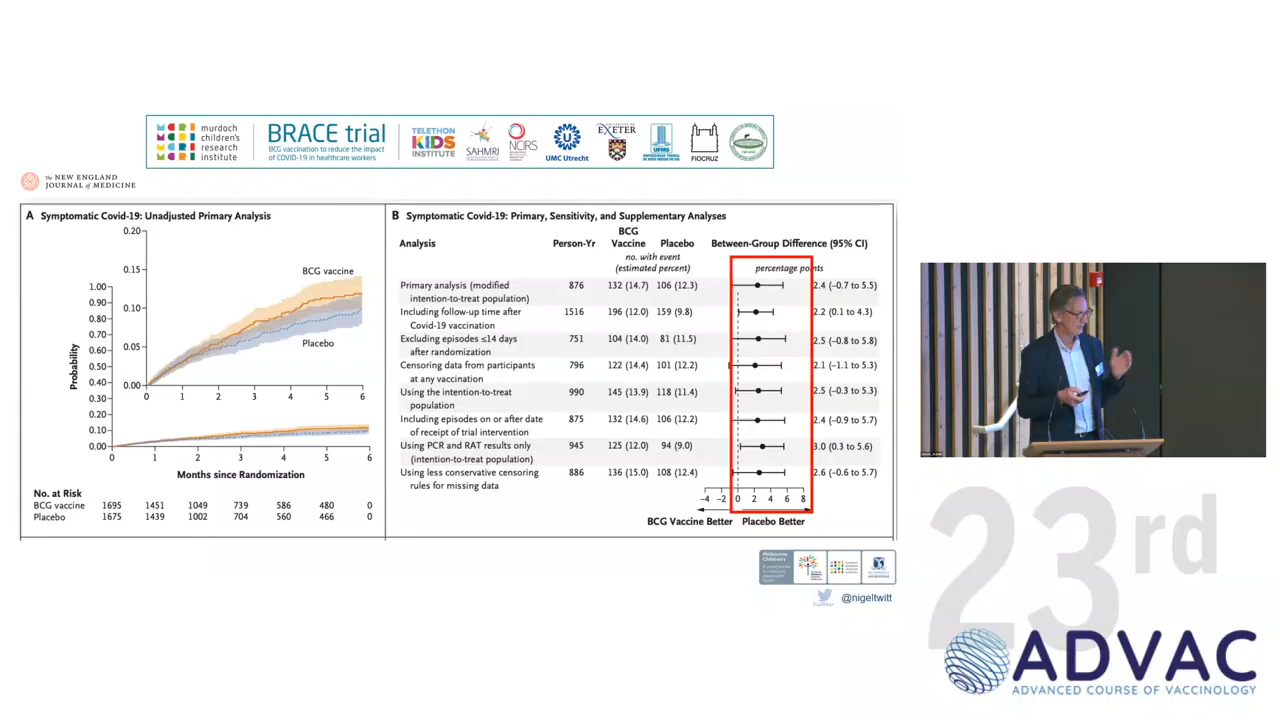 murdoch
children's
research
institute
BRACE trial
BCG vaccination to reduce the impact
of COVID-19 in healthcare workers
TELETHON
KIDS
INSTITUTE
SAHMRI
NCIRS
UMC Utrecht
UNIVERSITY OF
EXETER
UFMS
FIOCRUZ
The NEW ENGLAND
JOURNAL of MEDICINE
A Symptomatic Covid-19: Unadjusted Primary Analysis
0.20
0.15
0.10
0.05
0.00
BCG vaccine
Placebo
0 1 2 3 4 5 6
Probability
1.00
0.90
0.80
0.70
0.60
0.50
0.40
0.30
0.20
0.10
0.00
0 1 2 3 4 5 6
Months since Randomization
No. at Risk
BCG vaccine 1695 1451 1049 739 586 480 0
Placebo 1675 1439 1002 704 560 466 0
B Symptomatic Covid-19: Primary, Sensitivity, and Supplementary Analyses
Analysis Person-Yr BCG Vaccine Placebo Between-Group Difference (95% CI)
no. with event
(estimated percent)
percentage points
Primary analysis (modified
intention-to-treat population) 876 132 (14.7) 106 (12.3) 2.4 (−0.7 to 5.5)
Including follow-up time after
Covid-19 vaccination 1516 196 (12.0) 159 (9.8) 2.2 (0.1 to 4.3)
Excluding episodes ≤14 days
after randomization 751 104 (14.0) 81 (11.5) 2.5 (−0.8 to 5.8)
Censoring data from participants
at any vaccination 796 122 (14.4) 101 (12.2) 2.1 (−1.1 to 5.3)
Using the intention-to-treat
population 990 145 (13.9) 118 (11.4) 2.5 (−0.3 to 5.3)
Including episodes on or after date
of receipt of trial intervention 875 132 (14.6) 106 (12.2) 2.4 (−0.9 to 5.7)
Using PCR and RAT results only
(intention-to-treat population) 945 125 (12.0) 94 (9.0) 3.0 (0.3 to 5.6)
Using less conservative censoring
rules for missing data 886 136 (15.0) 108 (12.4) 2.6 (−0.6 to 5.7)
−4 −2 0 2 4 6 8
BCG Vaccine Better Placebo Better
Melbourne
Children's
@nigeltwitt
23rd
ADVAC
ADVANCED COURSE OF VACCINOLOGY